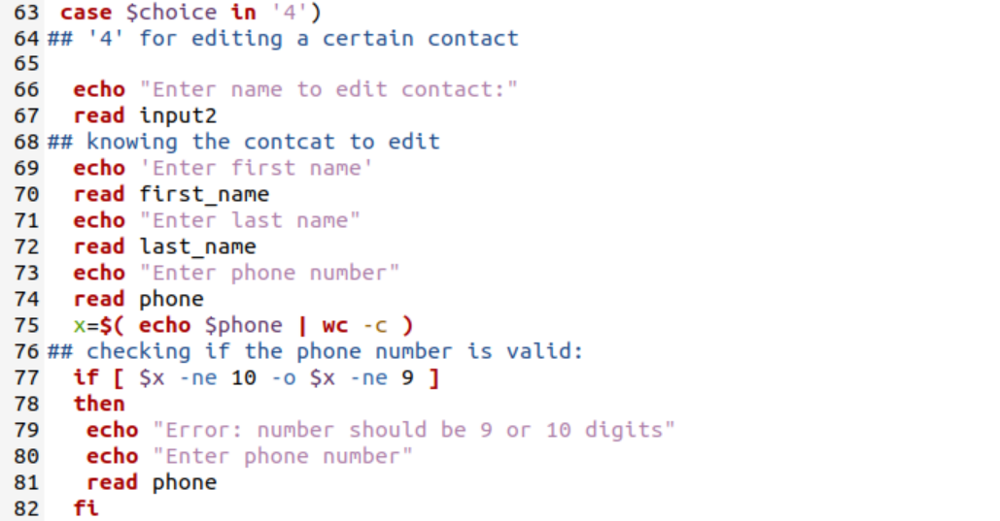 63 case $choice in '4')
64 ## '4' for editing a certain contact
65
66 echo "Enter name to edit contact:"
67 read input2
68 ## knowing the contcat to edit
69 echo 'Enter first name'
70 read first_name
71 echo "Enter last name"
72 read last_name
73 echo "Enter phone number"
74 read phone
75 x=$( echo $phone | wc -c )
76 ## checking if the phone number is valid:
77 if [ $x -ne 10 -o $x -ne 9 ]
78 then
79 echo "Error: number should be 9 or 10 digits"
80 echo "Enter phone number"
81 read phone
82 fi